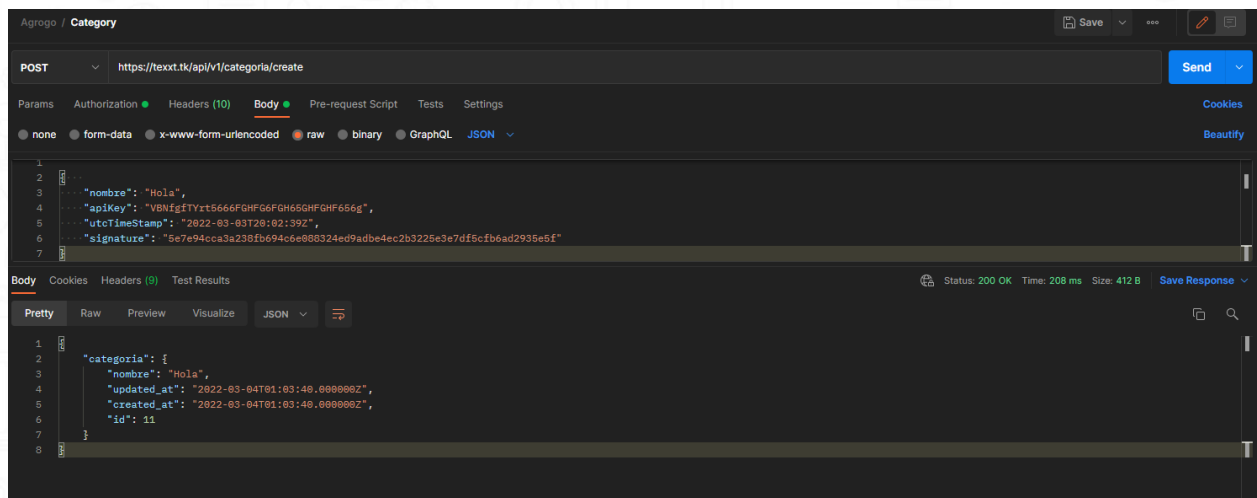 Agrogo / Category Save
POST https://texxt.tk/api/v1/categoria/create Send
Params Authorization Headers (10) Body Pre-request Script Tests Settings Cookies
none form-data x-www-form-urlencoded raw binary GraphQL JSON Beautify
1
2 {
3 "nombre": "Hola",
4 "apiKey": "VBNfgfTYrt5666FGHFG6FGH65GHFGHF656g",
5 "utcTimeStamp": "2022-03-03T20:02:39Z",
6 "signature": "5e7e94cca3a238fb694c6e088324ed9adbe4ec2b3225e3e7df5cfb6ad2935e5f"
7 }
Body Cookies Headers (9) Test Results Status: 200 OK Time: 208 ms Size: 412 B Save Response
Pretty Raw Preview Visualize JSON
1 {
2 "categoria": {
3 "nombre": "Hola",
4 "updated_at": "2022-03-04T01:03:40.000000Z",
5 "created_at": "2022-03-04T01:03:40.000000Z",
6 "id": 11
7 }
8 }